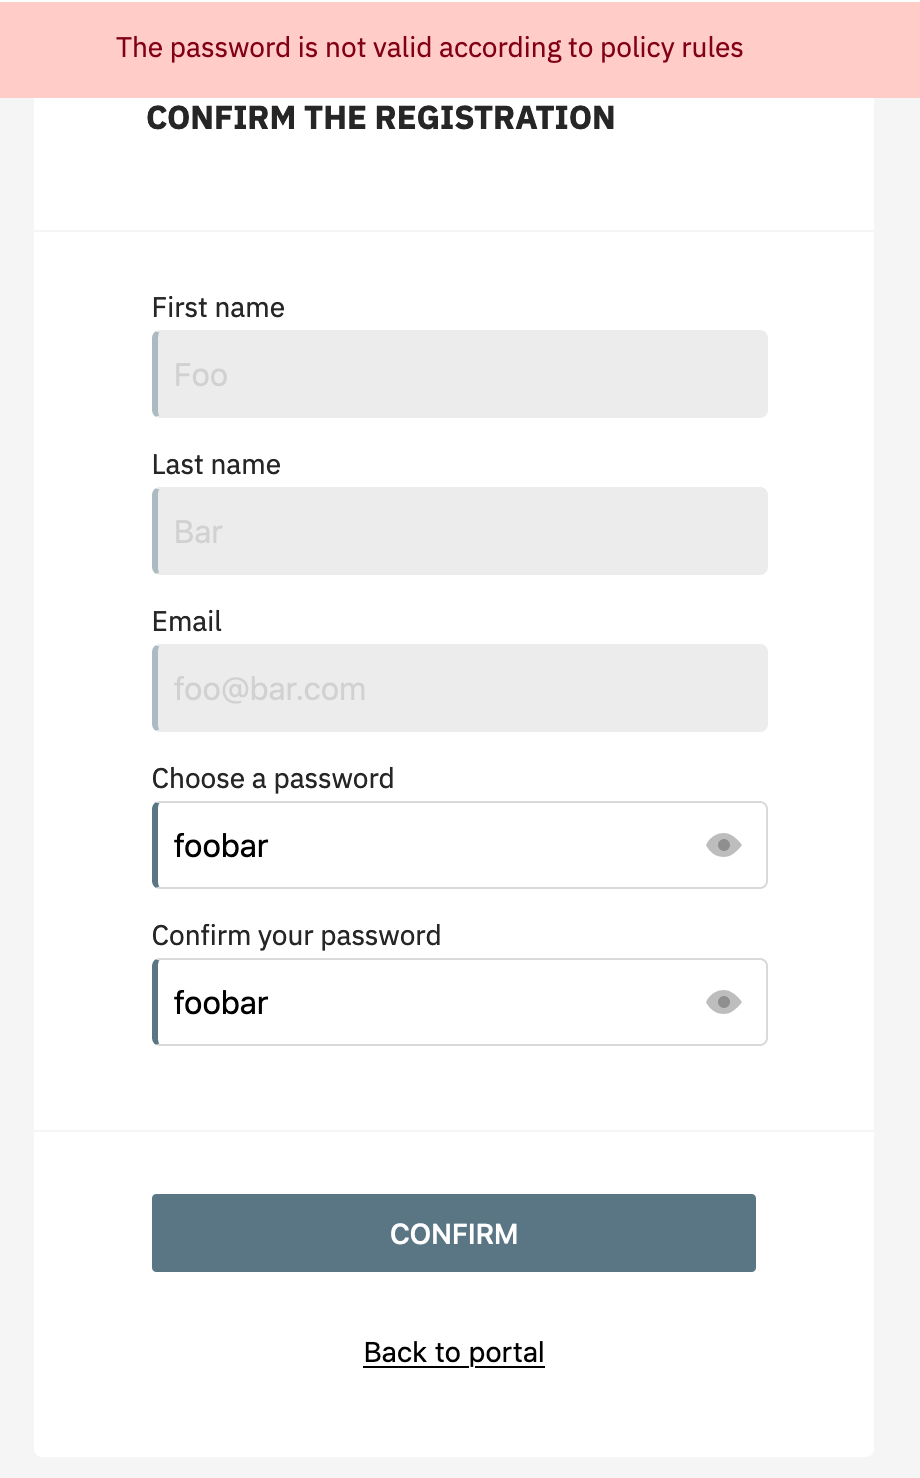 The password is not valid according to policy rules
CONFIRM THE REGISTRATION
First name
Foo
Last name
Bar
Email
foo@bar.com
Choose a password
foobar
Confirm your password
foobar
CONFIRM
Back to portal